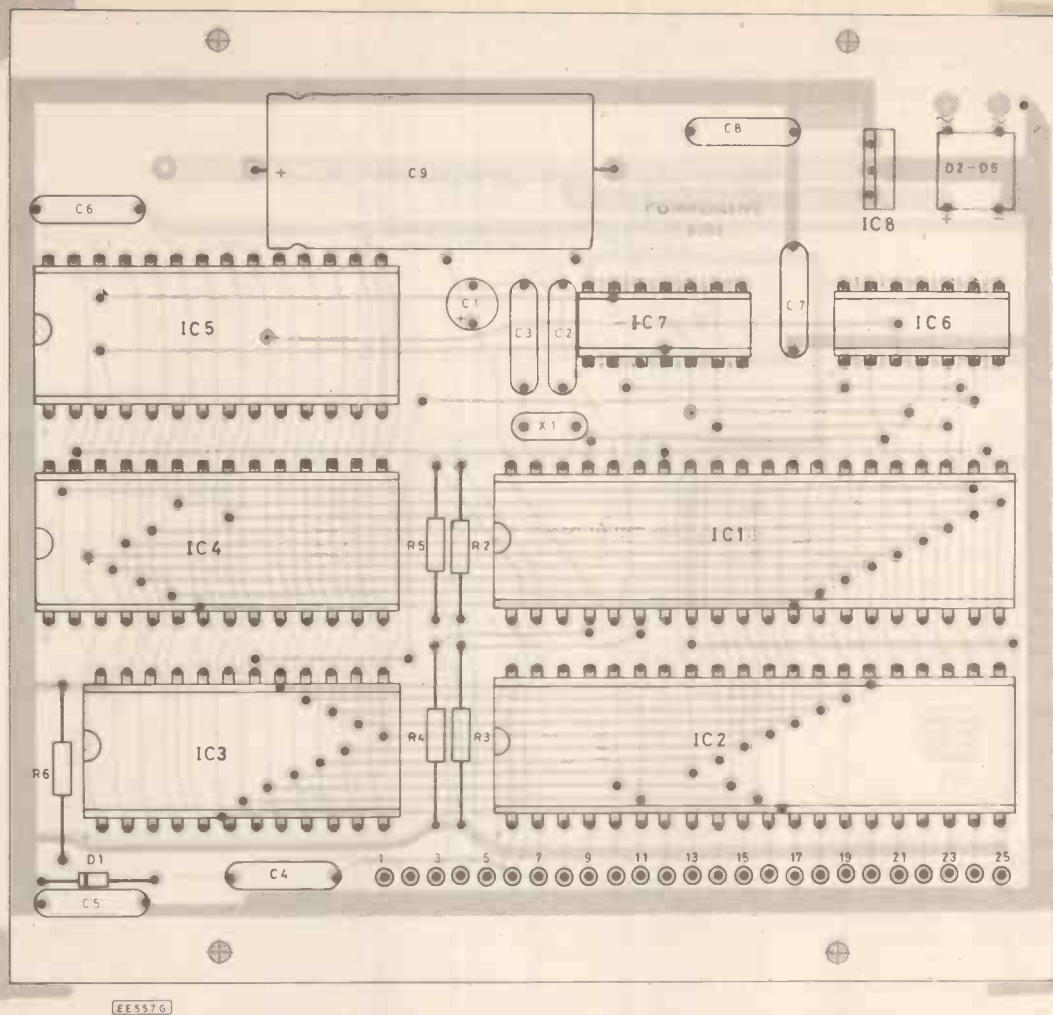 C8
C9
+
~ ~
D2-D6
+ −
IC8
C6
COMPONENT
SIDE
IC5
C1
+
C3
C2
IC7
C7
IC6
X1
IC4
R5
R2
IC1
IC3
R4
R3
IC2
R6
D1
C4
C5
1 3 5 7 9 11 13 15 17 19 21 23 25
EE557G